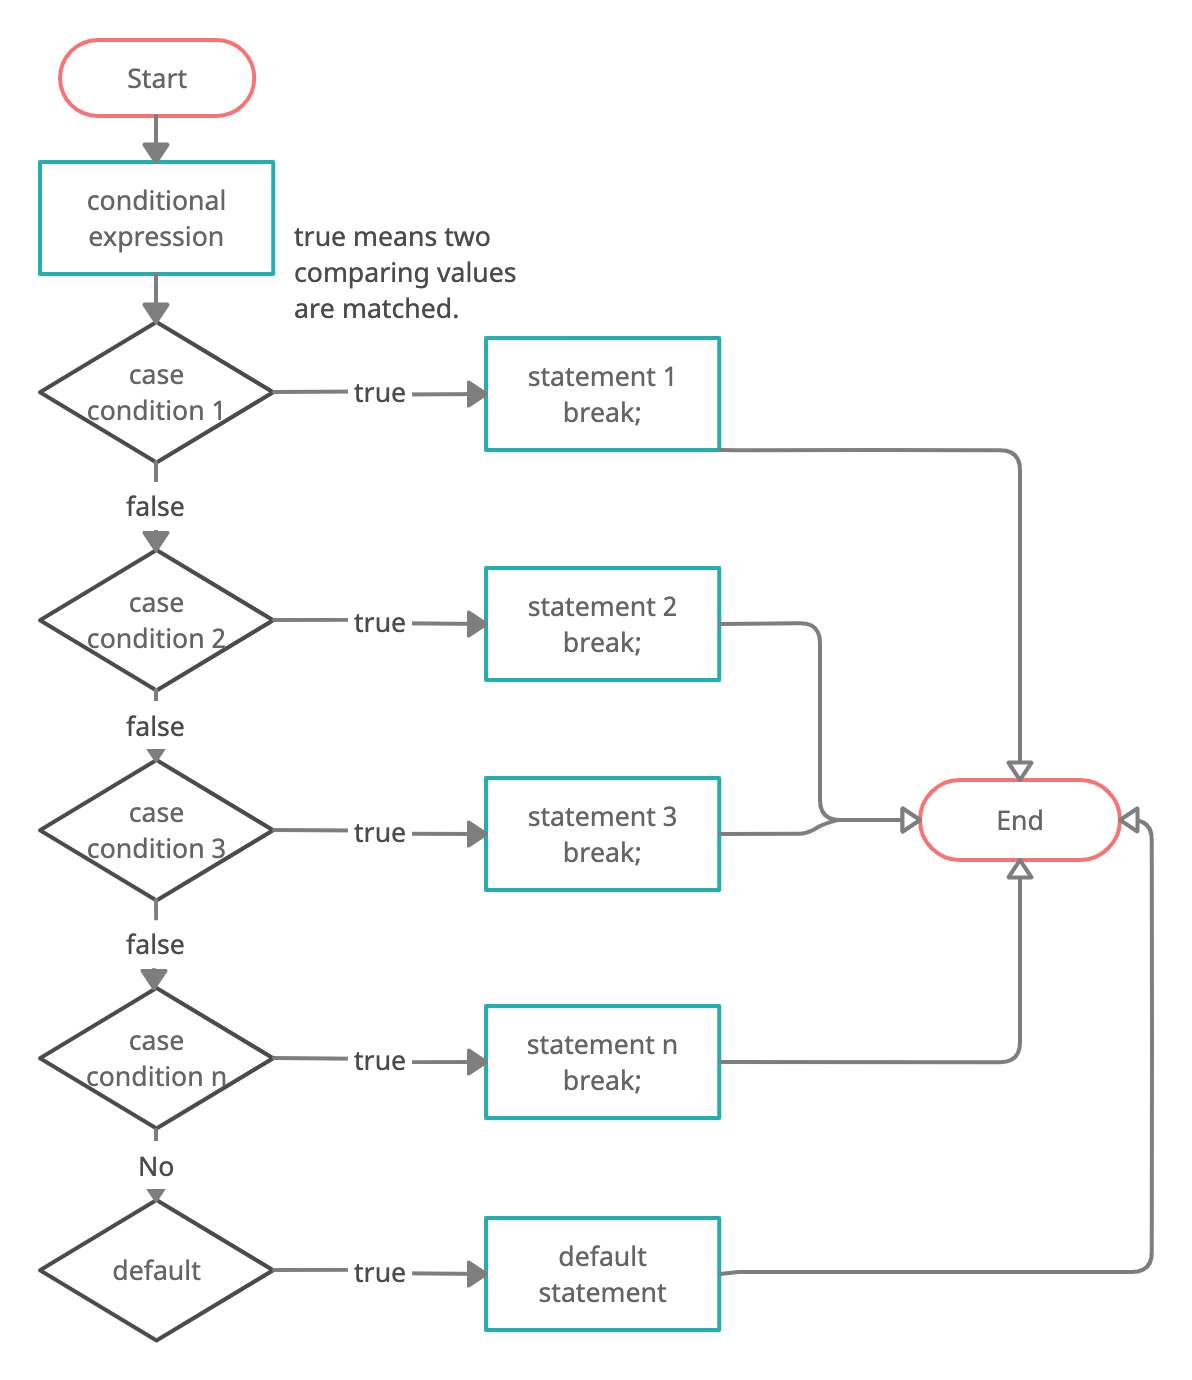 Start
conditional
expression
true means two
comparing values
are matched.
case
condition 1
true
statement 1
break;
false
case
condition 2
true
statement 2
break;
false
case
condition 3
true
statement 3
break;
End
false
case
condition n
true
statement n
break;
No
default
true
default
statement